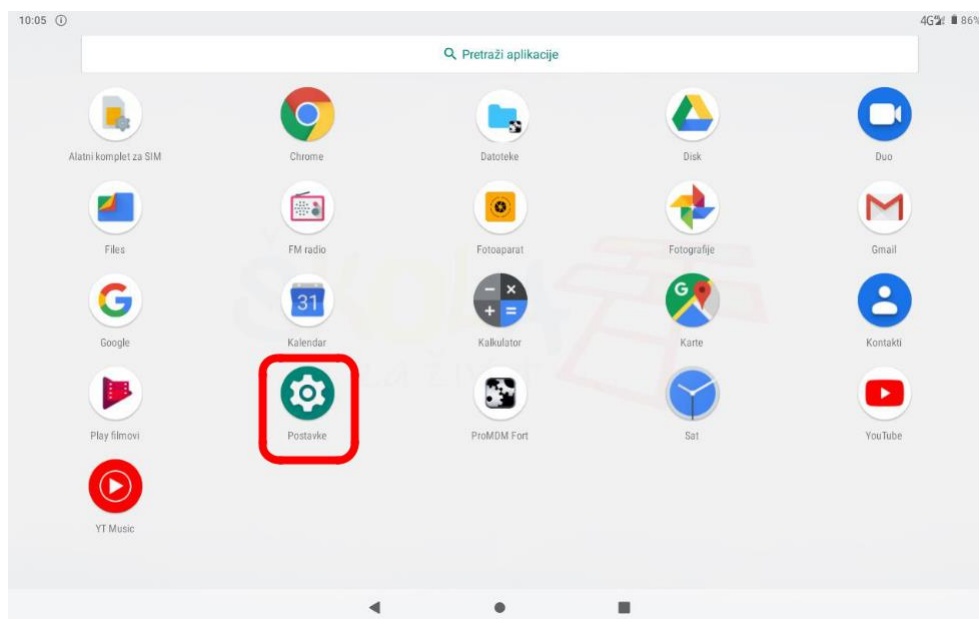 10:05
4G 86%
Pretraži aplikacije
Alatni komplet za SIM Chrome Datoteke Disk Duo
Files FM radio Fotoaparat Fotografije Gmail
31
Google Kalendar Kalkulator Karte Kontakti
Play filmovi Postavke ProMDM Fort Sat YouTube
YT Music